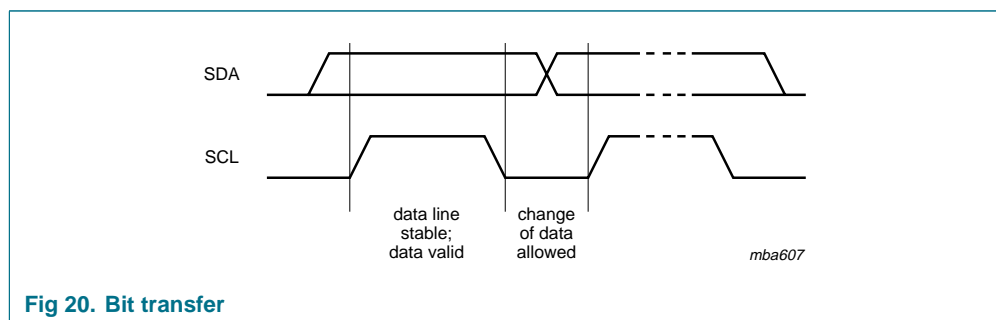 SDA
SCL
data line
stable;
data valid
change
of data
allowed
mba607
Fig 20. Bit transfer